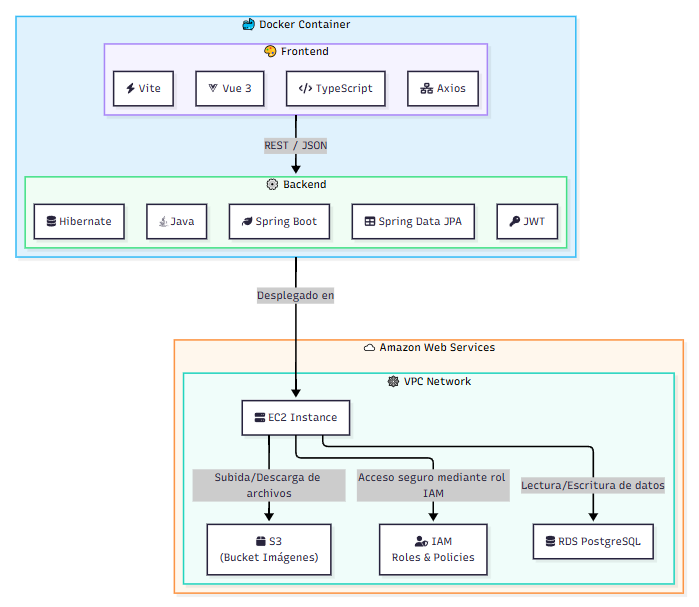 Docker Container
Frontend
Vite
Vue 3
TypeScript
Axios
REST / JSON
Backend
Hibernate
Java
Spring Boot
Spring Data JPA
JWT
Desplegado en
Amazon Web Services
VPC Network
EC2 Instance
Subida/Descarga de
archivos
Acceso seguro mediante rol
IAM
Lectura/Escritura de datos
S3
(Bucket Imágenes)
IAM
Roles & Policies
RDS PostgreSQL